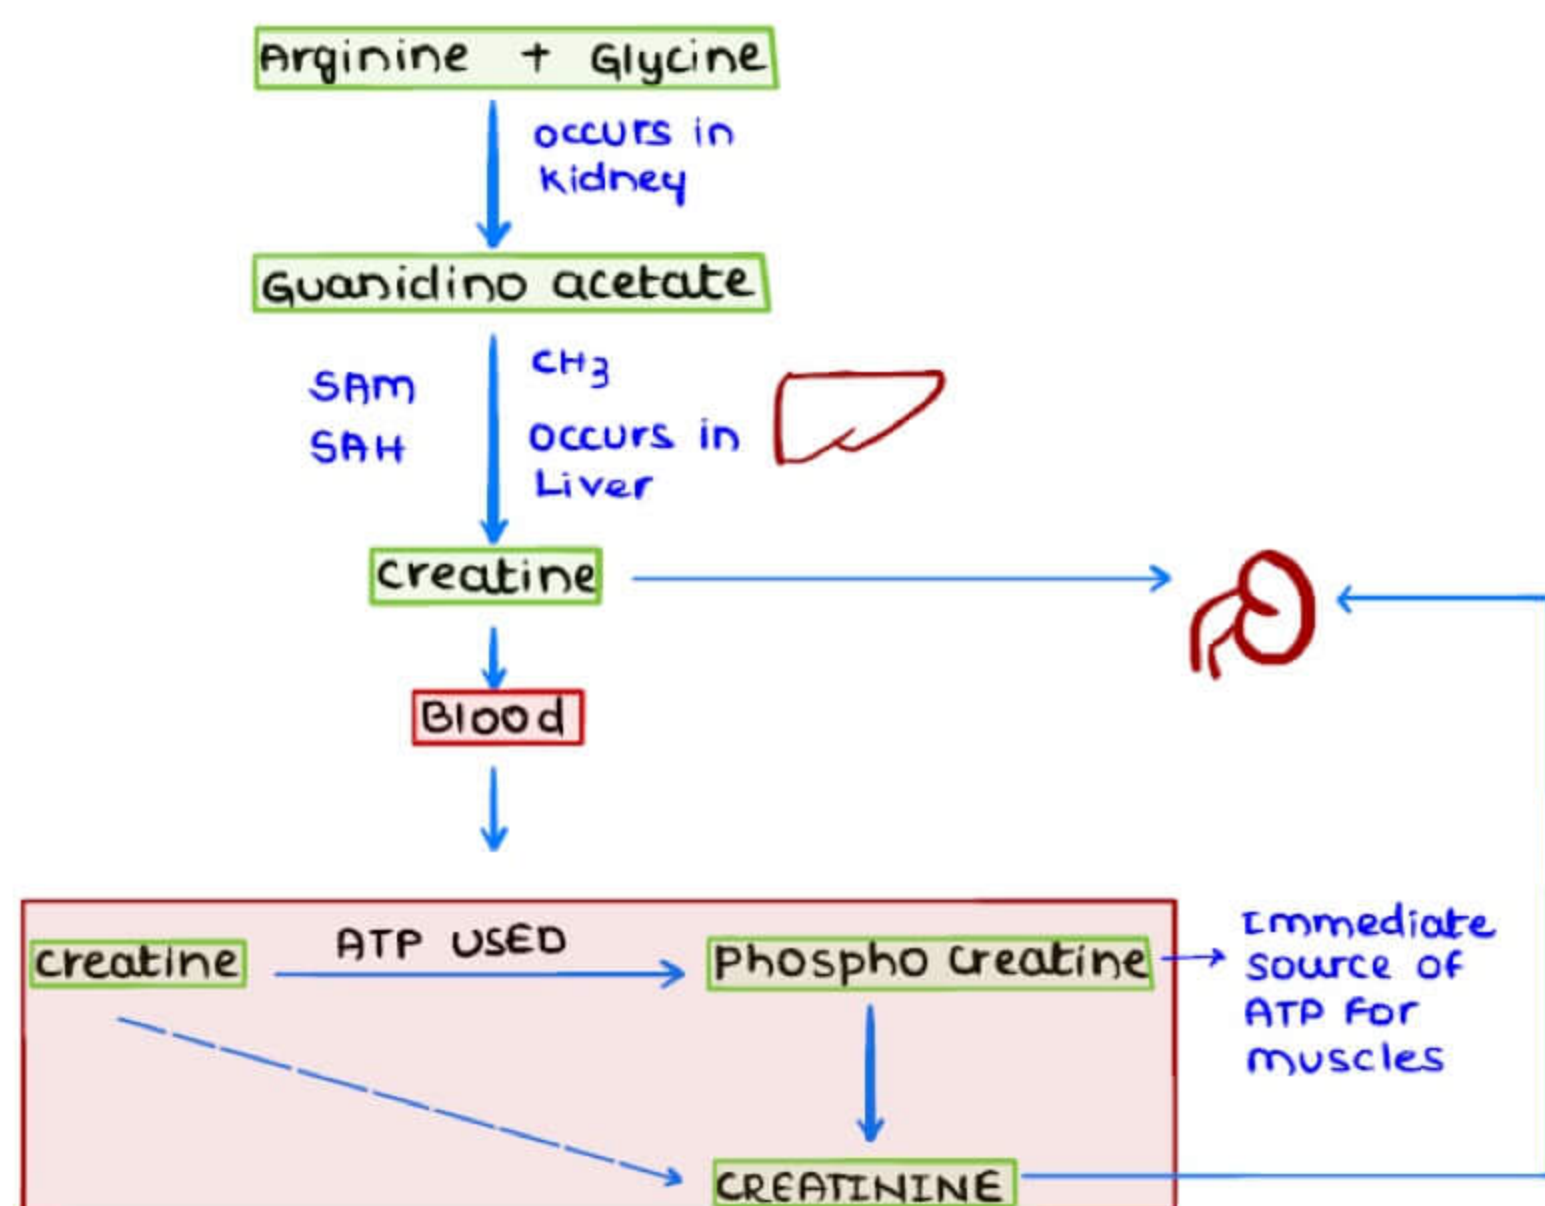 Arginine + Glycine
occurs in
kidney
Guanidino acetate
SAM
SAH
CH3
occurs in
Liver
creatine
Blood
creatine
ATP USED
Phospho creatine
Immediate
source of
ATP for
muscles
CREATININE